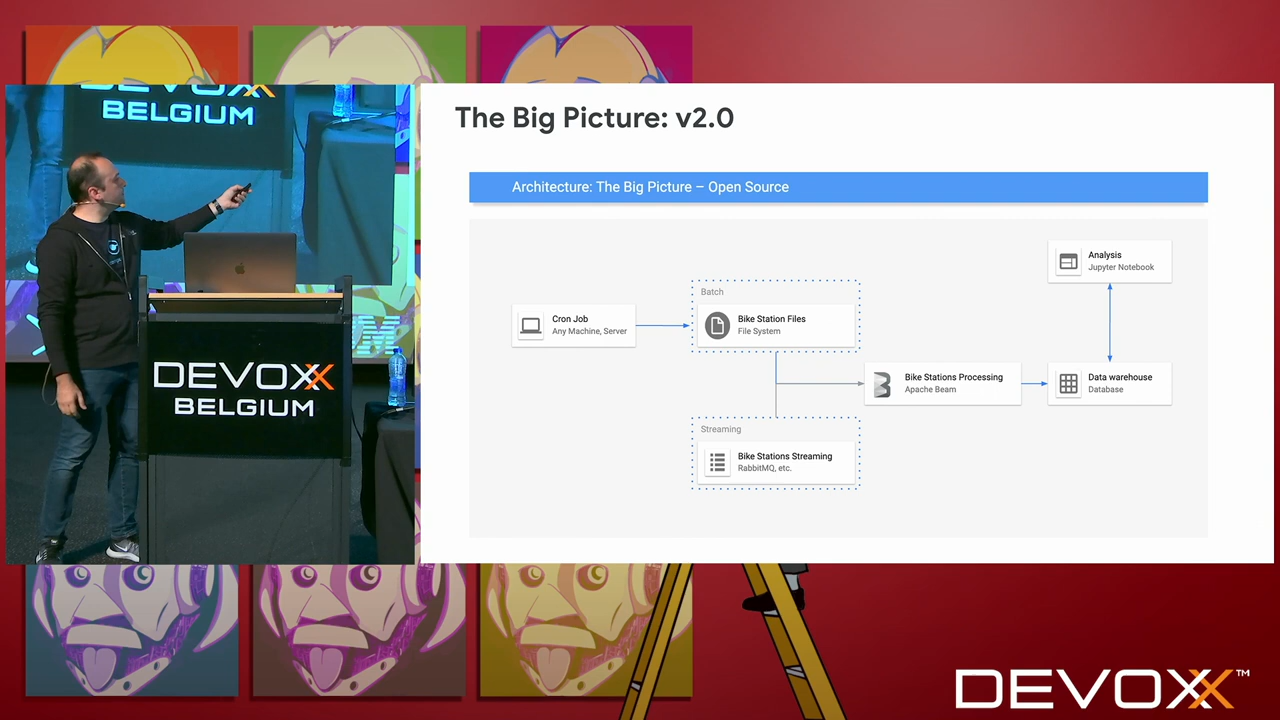 DEVOXX
BELGIUM
DEVOXX
BELGIUM
The Big Picture: v2.0
Architecture: The Big Picture – Open Source
Analysis
Jupyter Notebook
Batch
Cron Job
Any Machine, Server
Bike Station Files
File System
Bike Stations Processing
Apache Beam
Data warehouse
Database
Streaming
Bike Stations Streaming
RabbitMQ, etc.
DEVOXX™